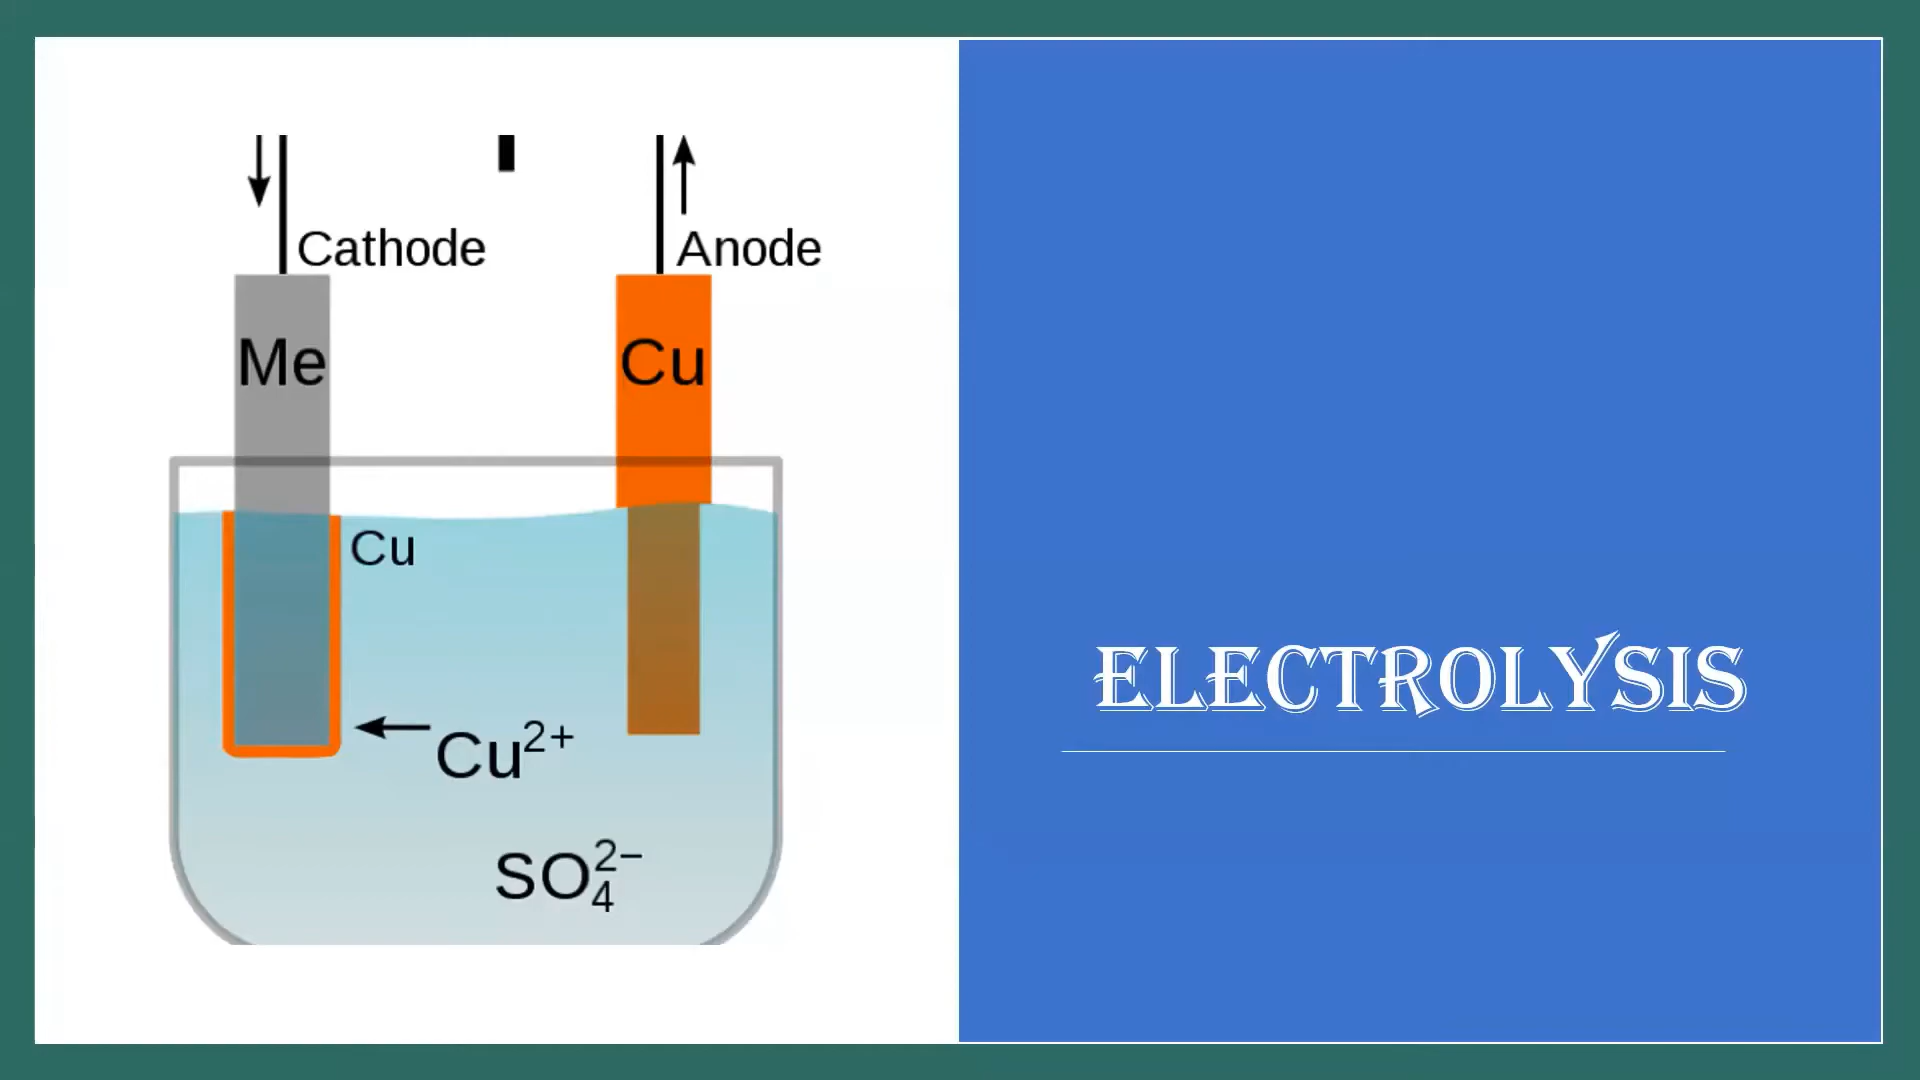 Cathode
Anode
Me
Cu
Cu
Cu²⁺
SO₄²⁻
ELECTROLYSIS